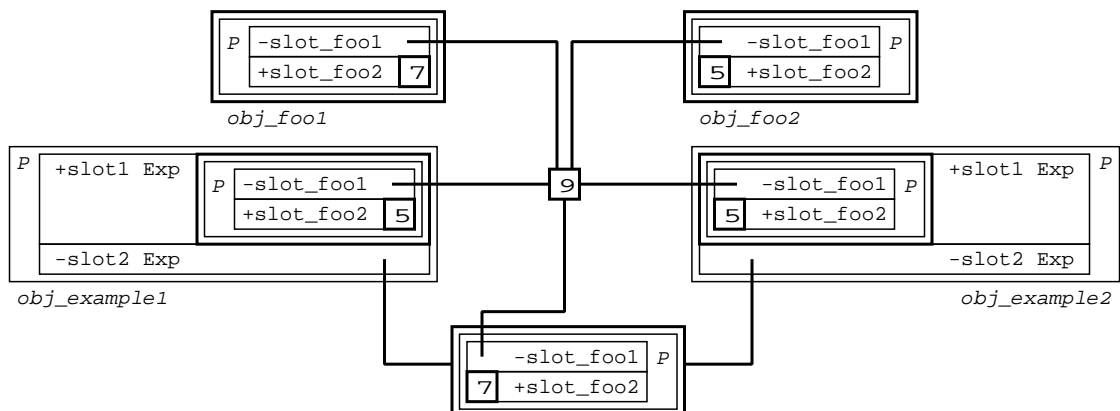 P -slot_foo1
+slot_foo2 7
obj_foo1
-slot_foo1 P
5 +slot_foo2
obj_foo2
P +slot1 Exp
P -slot_foo1
+slot_foo2 5
-slot2 Exp
obj_example1
9
-slot_foo1 P
5 +slot_foo2
+slot1 Exp P
-slot2 Exp
obj_example2
-slot_foo1 P
7 +slot_foo2